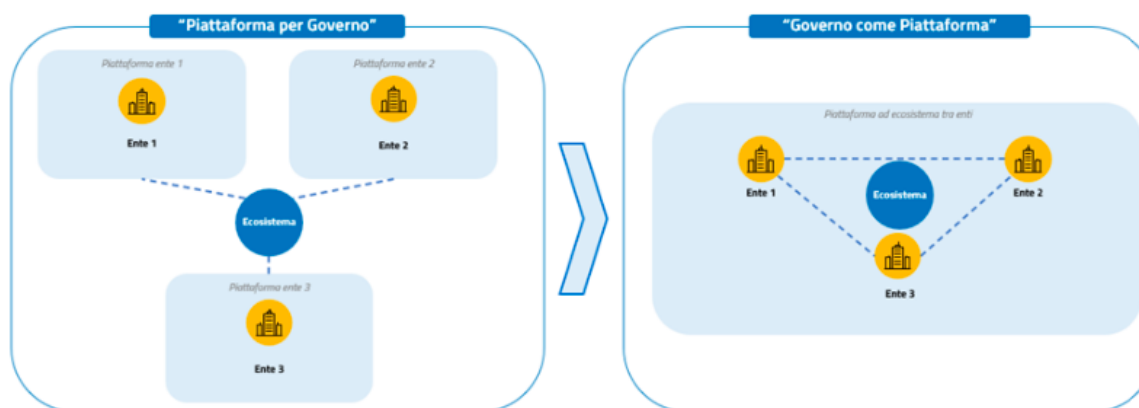 “Piattaforma per Governo”
Piattaforma ente 1
Piattaforma ente 2
Ente 1
Ente 2
Ecosistema
Piattaforma ente 3
Ente 3
“Governo come Piattaforma”
Piattaforma ad ecosistema tra enti
Ente 1
Ecosistema
Ente 2
Ente 3